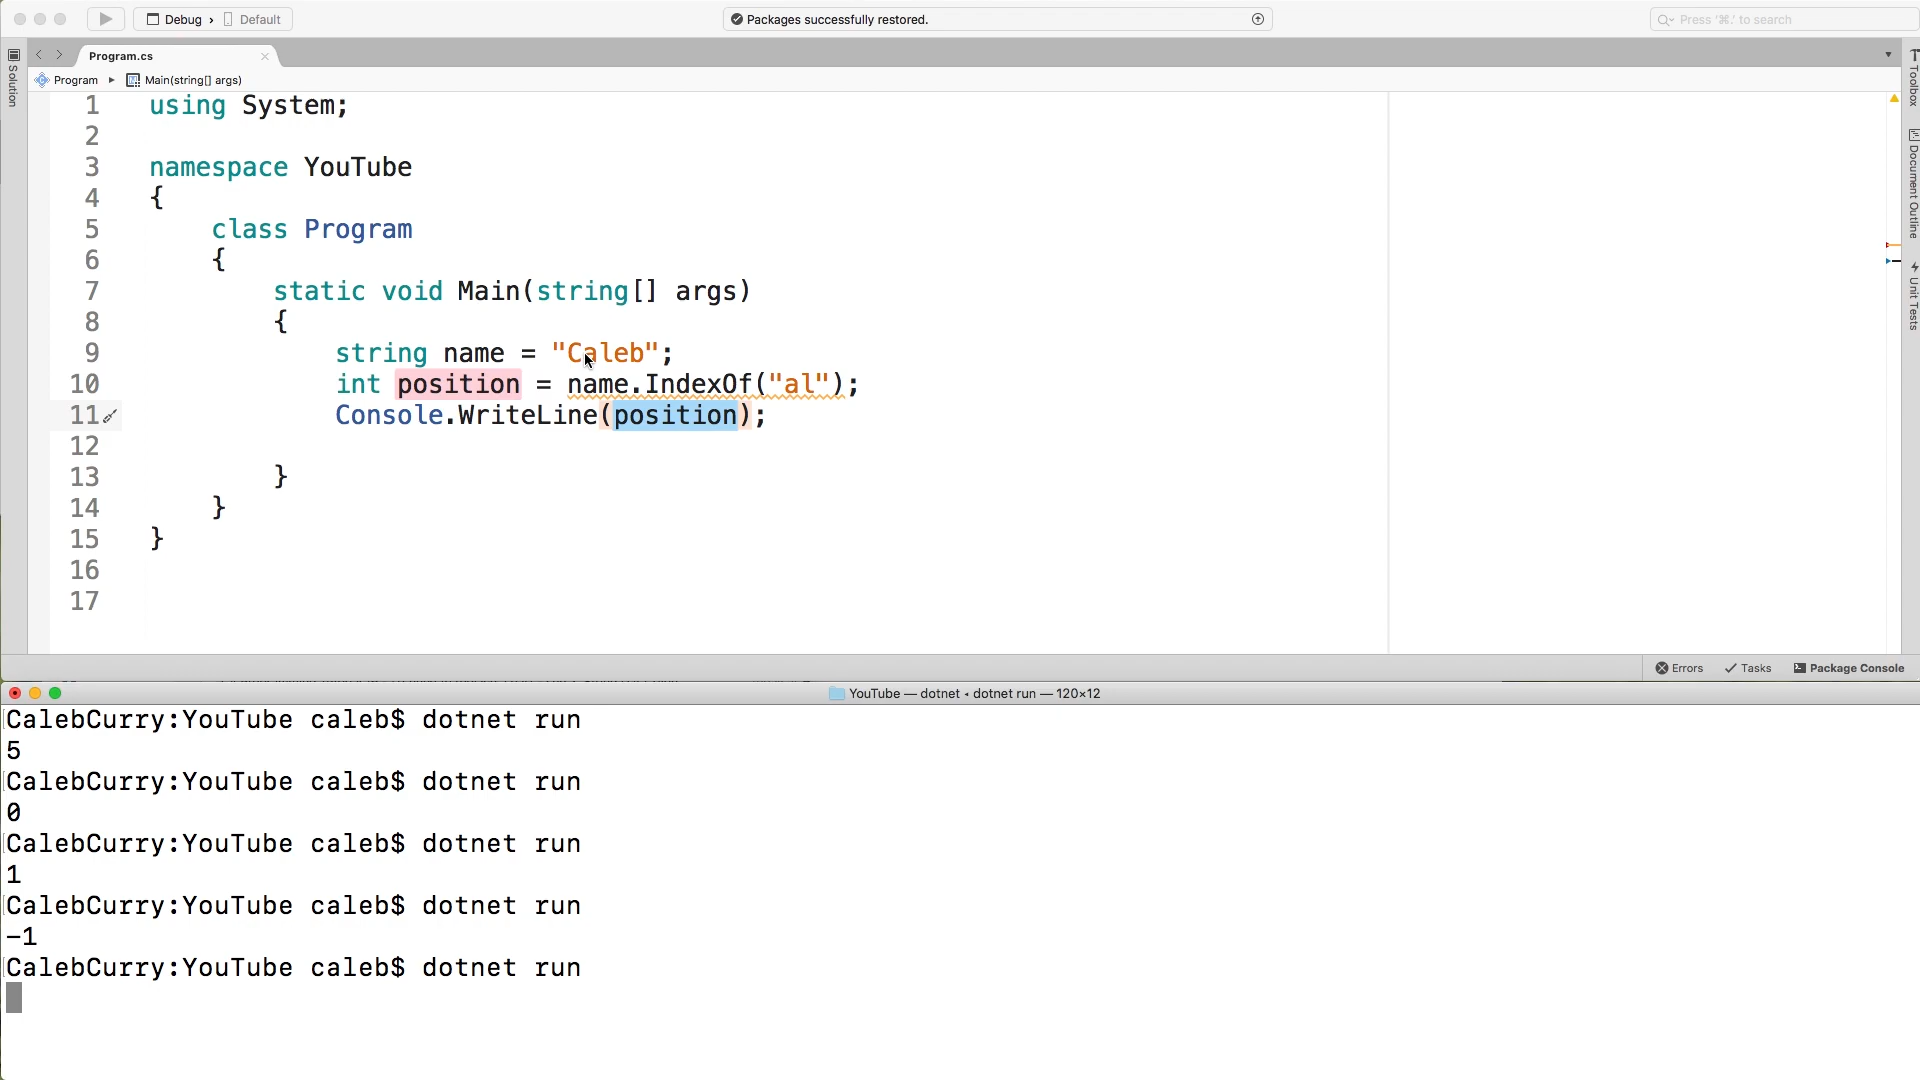 Debug › Default
Packages successfully restored.
Press '⌘.' to search
Program.cs
Solution
Program ▸ Main(string[] args)
1 using System;
2
3 namespace YouTube
4 {
5 class Program
6 {
7 static void Main(string[] args)
8 {
9 string name = "Caleb";
10 int position = name.IndexOf("al");
11 Console.WriteLine(position);
12
13 }
14 }
15 }
16
17
Toolbox
Document Outline
Unit Tests
Errors Tasks Package Console
YouTube — dotnet ◂ dotnet run — 120×12
CalebCurry:YouTube caleb$ dotnet run
5
CalebCurry:YouTube caleb$ dotnet run
0
CalebCurry:YouTube caleb$ dotnet run
1
CalebCurry:YouTube caleb$ dotnet run
-1
CalebCurry:YouTube caleb$ dotnet run